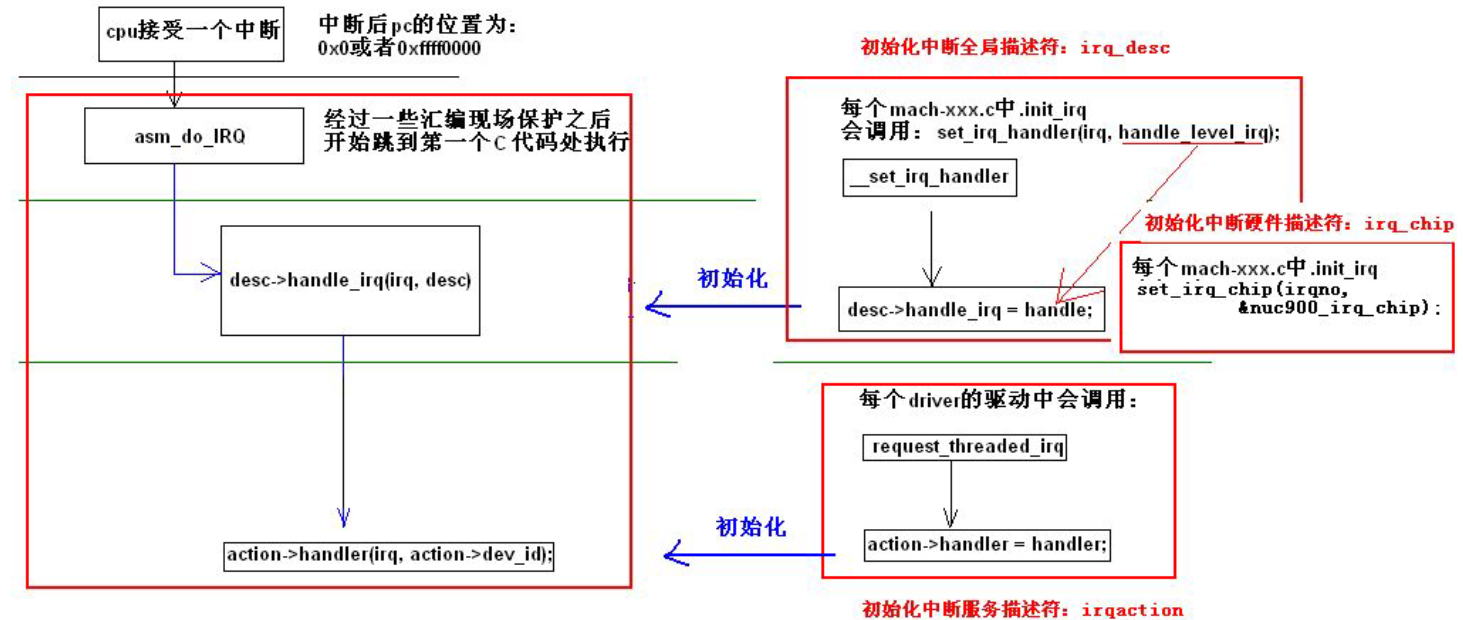 cpu接受一个中断
中断后pc的位置为:
0x0或者0xffff0000
asm_do_IRQ
经过一些汇编现场保护之后
开始跳到第一个C代码处执行
desc->handle_irq(irq, desc)
action->handler(irq, action->dev_id);
初始化
初始化
初始化中断全局描述符: irq_desc
每个mach-xxx.c中.init_irq
会调用: set_irq_handler(irq, handle_level_irq);
__set_irq_handler
desc->handle_irq = handle;
初始化中断硬件描述符: irq_chip
每个mach-xxx.c中.init_irq
set_irq_chip(irqno,
&nuc900_irq_chip);
每个driver的驱动中会调用:
request_threaded_irq
action->handler = handler;
初始化中断服务描述符: irqaction